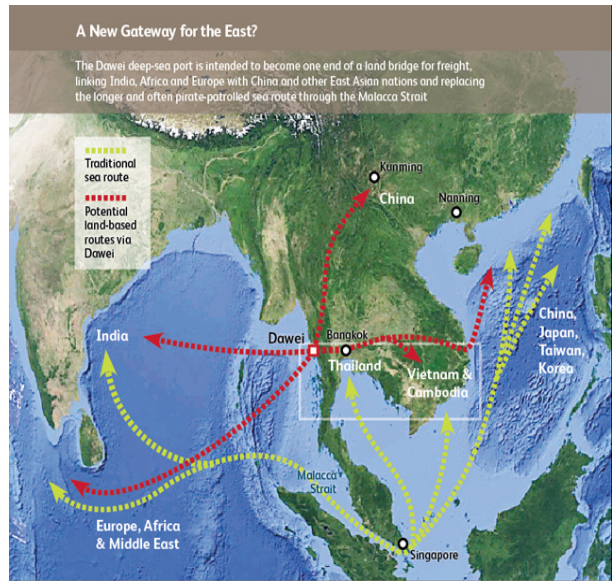 A New Gateway for the East?
The Dawei deep-sea port is intended to become one end of a land bridge for freight,
linking India, Africa and Europe with China and other East Asian nations and replacing
the longer and often pirate-patrolled sea route through the Malacca Strait
Traditional
sea route
Potential
land-based
routes via
Dawei
Kunming
China
Nanning
India
Dawei
Bangkok
Thailand
Vietnam &
Cambodia
China,
Japan,
Taiwan,
Korea
Malacca
Strait
Europe, Africa
& Middle East
Singapore